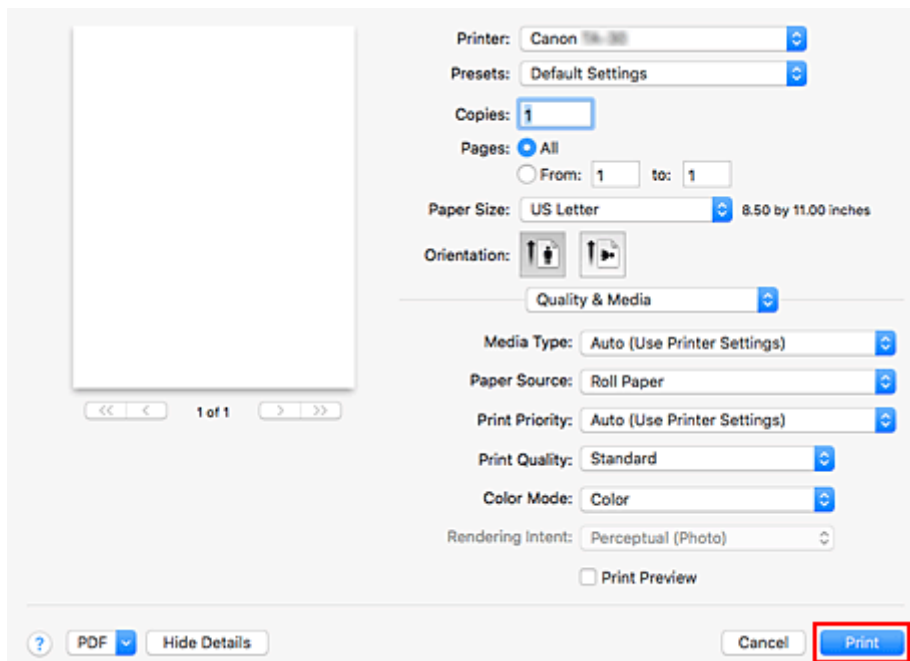 Printer: Canon
Presets: Default Settings
Copies: 1
Pages: All
From: 1 to: 1
Paper Size: US Letter 8.50 by 11.00 inches
Orientation:
Quality & Media
Media Type: Auto (Use Printer Settings)
Paper Source: Roll Paper
<< < 1 of 1 > >>
Print Priority: Auto (Use Printer Settings)
Print Quality: Standard
Color Mode: Color
Rendering Intent: Perceptual (Photo)
Print Preview
? PDF Hide Details Cancel Print